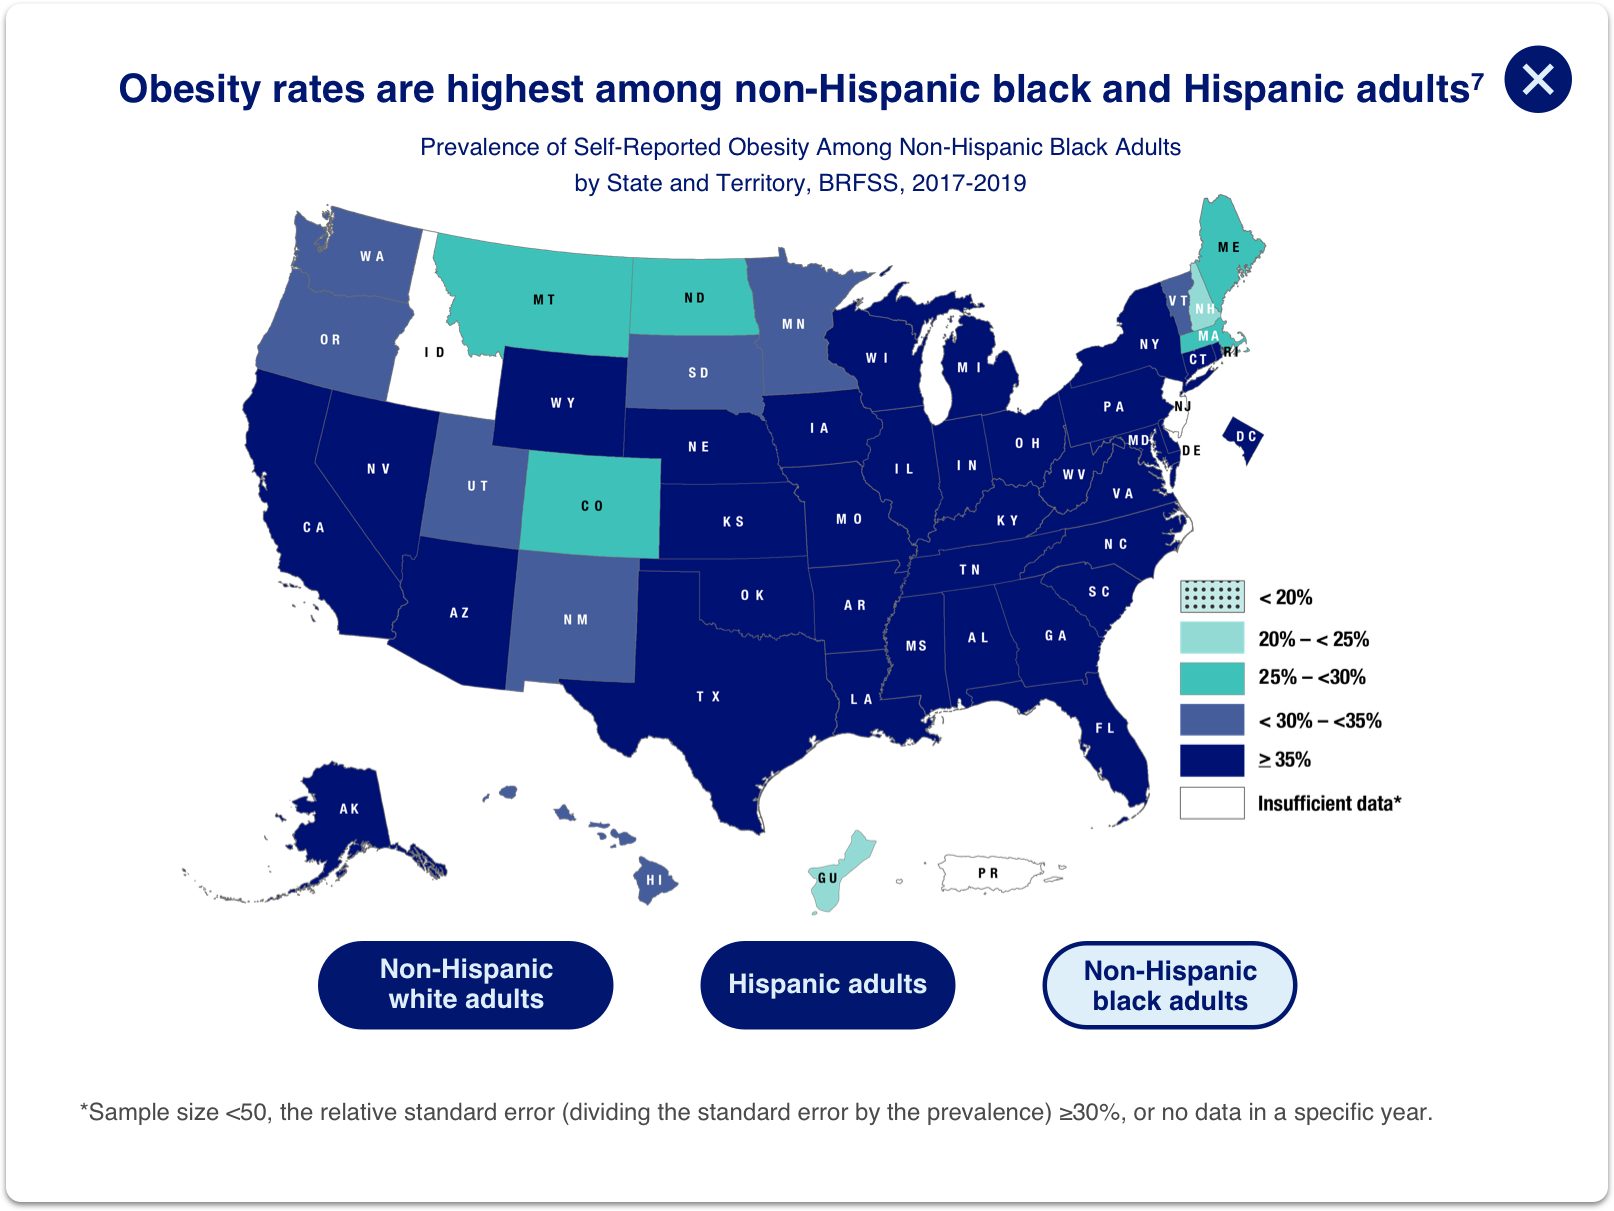 Obesity rates are highest among non-Hispanic black and Hispanic adults⁷
Prevalence of Self-Reported Obesity Among Non-Hispanic Black Adults
by State and Territory, BRFSS, 2017-2019
WA
MT
ND
MN
ME
VT
NH
OR
ID
SD
WI
MI
NY
MA
CT
RI
WY
NE
IA
PA
NJ
NV
UT
CO
IL
IN
OH
MD
DE
DC
CA
KS
MO
WV
VA
KY
NC
TN
AZ
NM
OK
AR
SC
MS
AL
GA
TX
LA
FL
AK
HI
GU
PR
< 20%
20% – < 25%
25% – <30%
< 30% – <35%
≥ 35%
Insufficient data*
Non-Hispanic
white adults
Hispanic adults
Non-Hispanic
black adults
*Sample size <50, the relative standard error (dividing the standard error by the prevalence) ≥30%, or no data in a specific year.